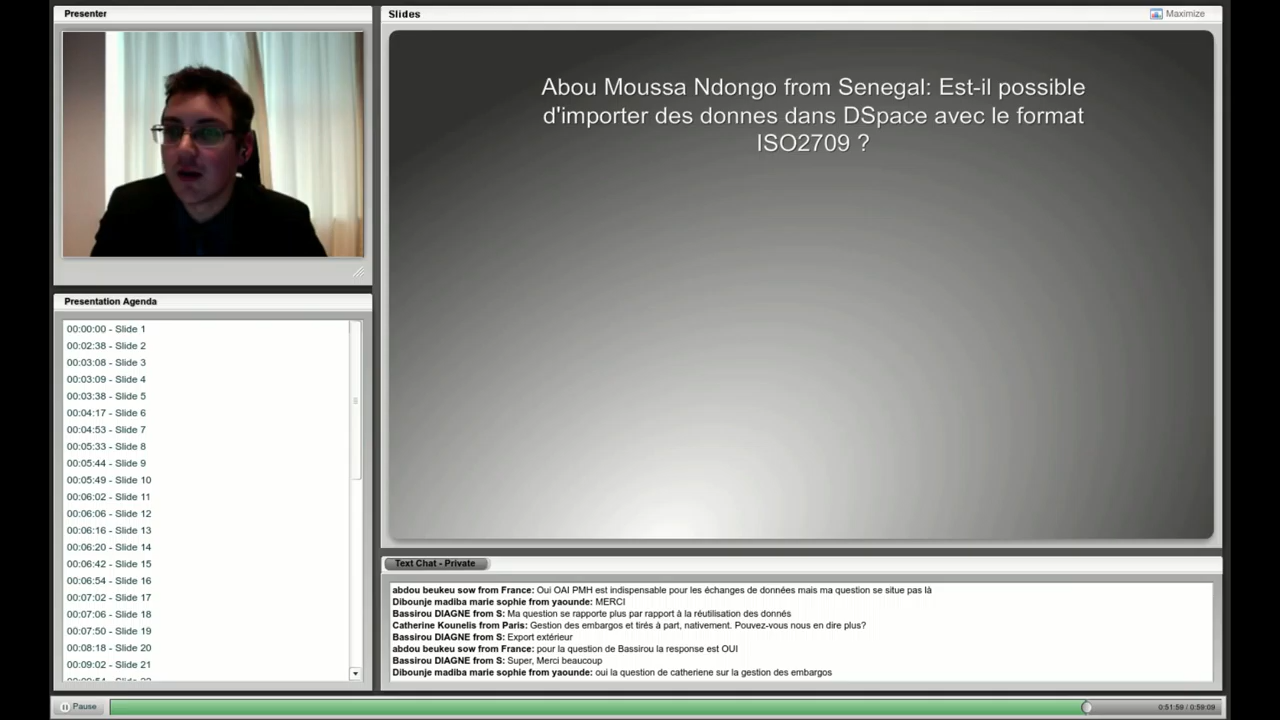 Presenter
Slides
Maximize
Abou Moussa Ndongo from Senegal: Est-il possible
d'importer des donnes dans DSpace avec le format
ISO2709 ?
Presentation Agenda
00:00:00 - Slide 1
00:02:38 - Slide 2
00:03:08 - Slide 3
00:03:09 - Slide 4
00:03:38 - Slide 5
00:04:17 - Slide 6
00:04:53 - Slide 7
00:05:33 - Slide 8
00:05:44 - Slide 9
00:05:49 - Slide 10
00:06:02 - Slide 11
00:06:06 - Slide 12
00:06:16 - Slide 13
00:06:20 - Slide 14
00:06:42 - Slide 15
00:06:54 - Slide 16
00:07:02 - Slide 17
00:07:06 - Slide 18
00:07:50 - Slide 19
00:08:18 - Slide 20
00:09:02 - Slide 21
Text Chat - Private
abdou beukeu sow from France: Oui OAI PMH est indispensable pour les échanges de données mais ma question se situe pas là
Dibounje madiba marie sophie from yaounde: MERCI
Bassirou DIAGNE from S: Ma question se rapporte plus par rapport à la réutilisation des donnés
Catherine Kounelis from Paris: Gestion des embargos et tirés à part, nativement. Pouvez-vous nous en dire plus?
Bassirou DIAGNE from S: Export extérieur
abdou beukeu sow from France: pour la question de Bassirou la response est OUI
Bassirou DIAGNE from S: Super, Merci beaucoup
Dibounje madiba marie sophie from yaounde: oui la question de catheriene sur la gestion des embargos
Pause
0:51:59 / 0:59:09